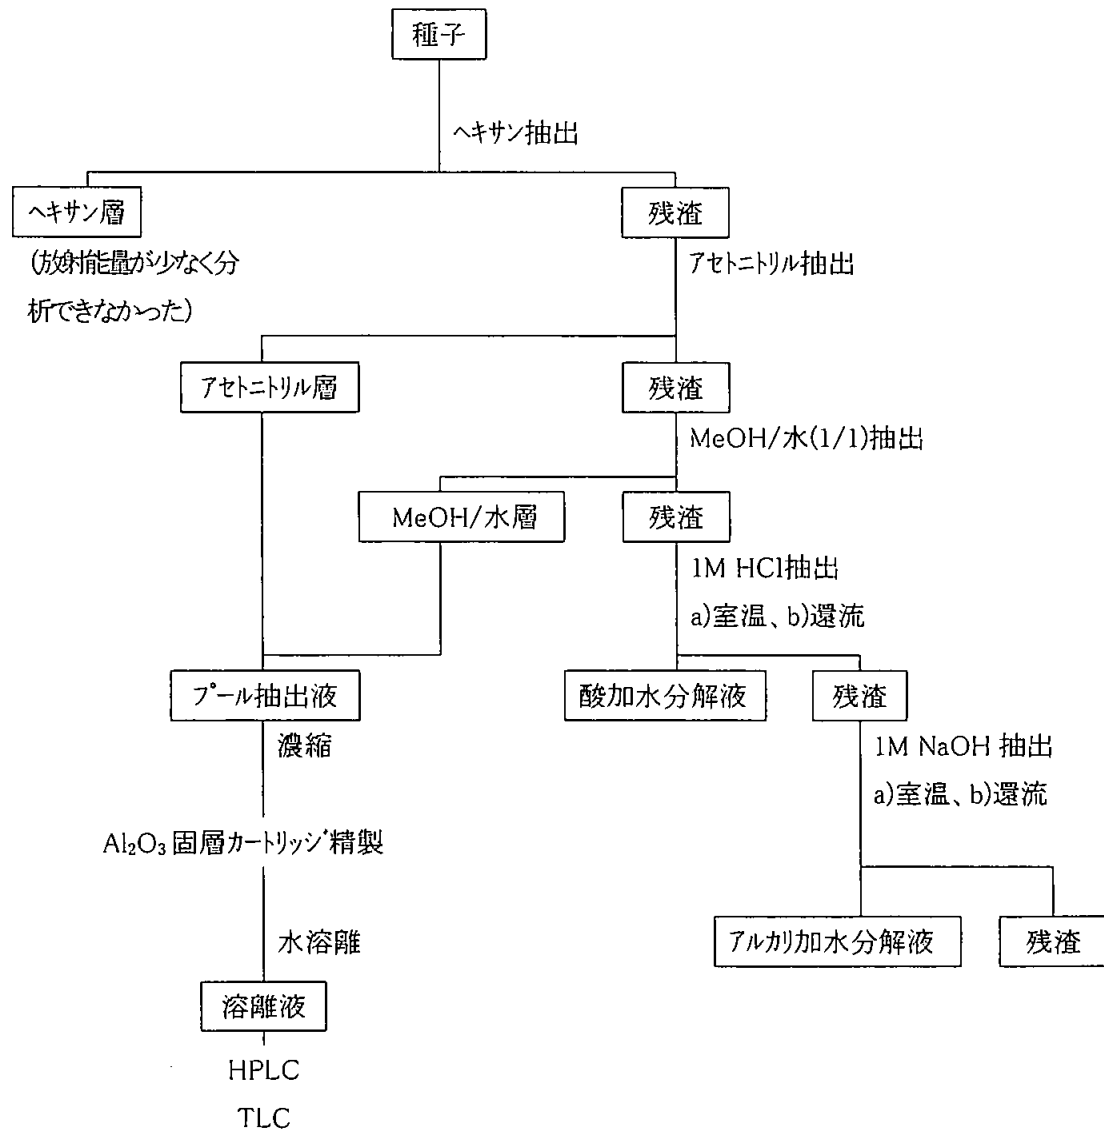 種子
ヘキサン抽出
ヘキサン層
残渣
(放射能量が少なく分
析できなかった)
アセトニトリル抽出
アセトニトリル層
残渣
MeOH/水(1/1)抽出
MeOH/水層
残渣
1M HCl抽出
a)室温、b)還流
プール抽出液
酸加水分解液
残渣
濃縮
1M NaOH 抽出
a)室温、b)還流
Al₂O₃固層カートリッジ精製
水溶離
アルカリ加水分解液
残渣
溶離液
HPLC
TLC